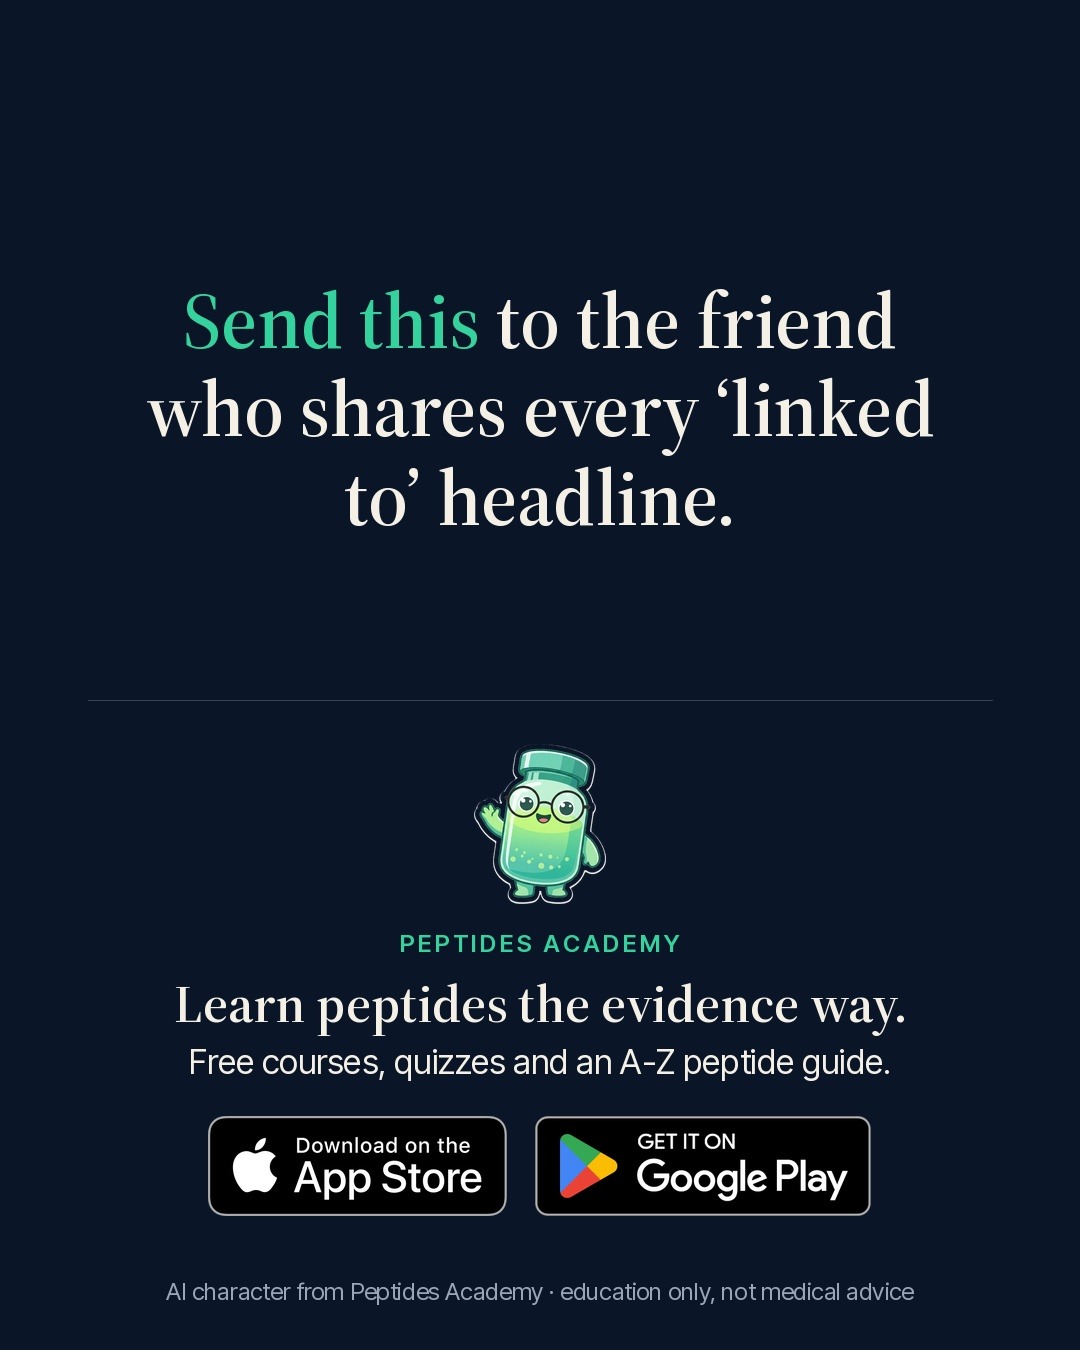 Send this to the friend
who shares every ‘linked
to’ headline.
PEPTIDES ACADEMY
Learn peptides the evidence way.
Free courses, quizzes and an A-Z peptide guide.
Download on the
App Store
GET IT ON
Google Play
AI character from Peptides Academy · education only, not medical advice